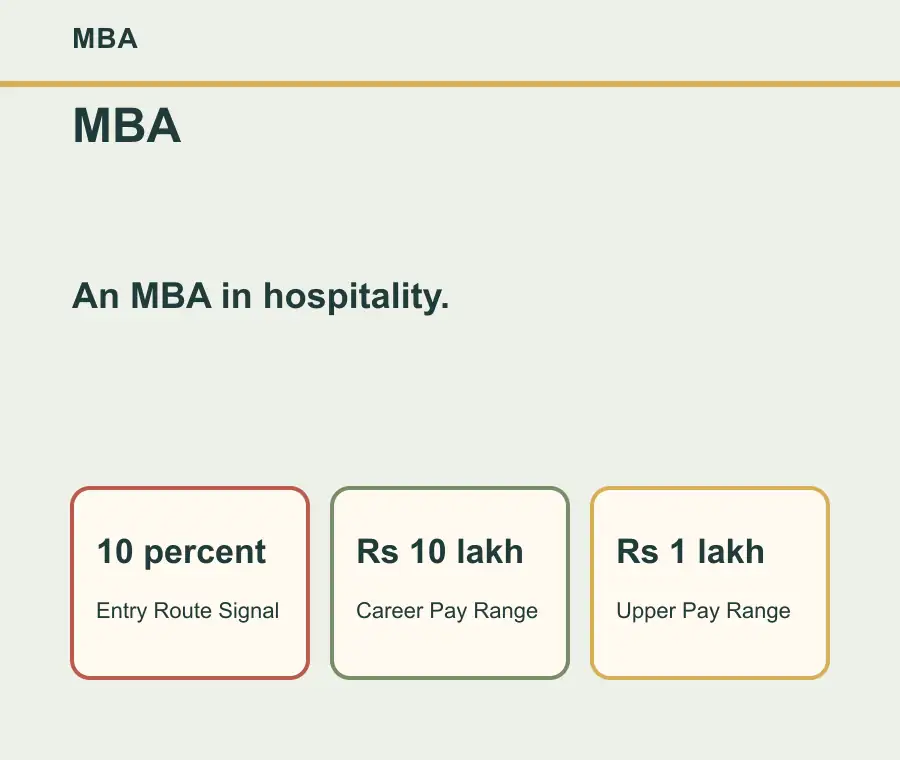 MBA
MBA
An MBA in hospitality.
10 percent
Entry Route Signal
Rs 10 lakh
Career Pay Range
Rs 1 lakh
Upper Pay Range